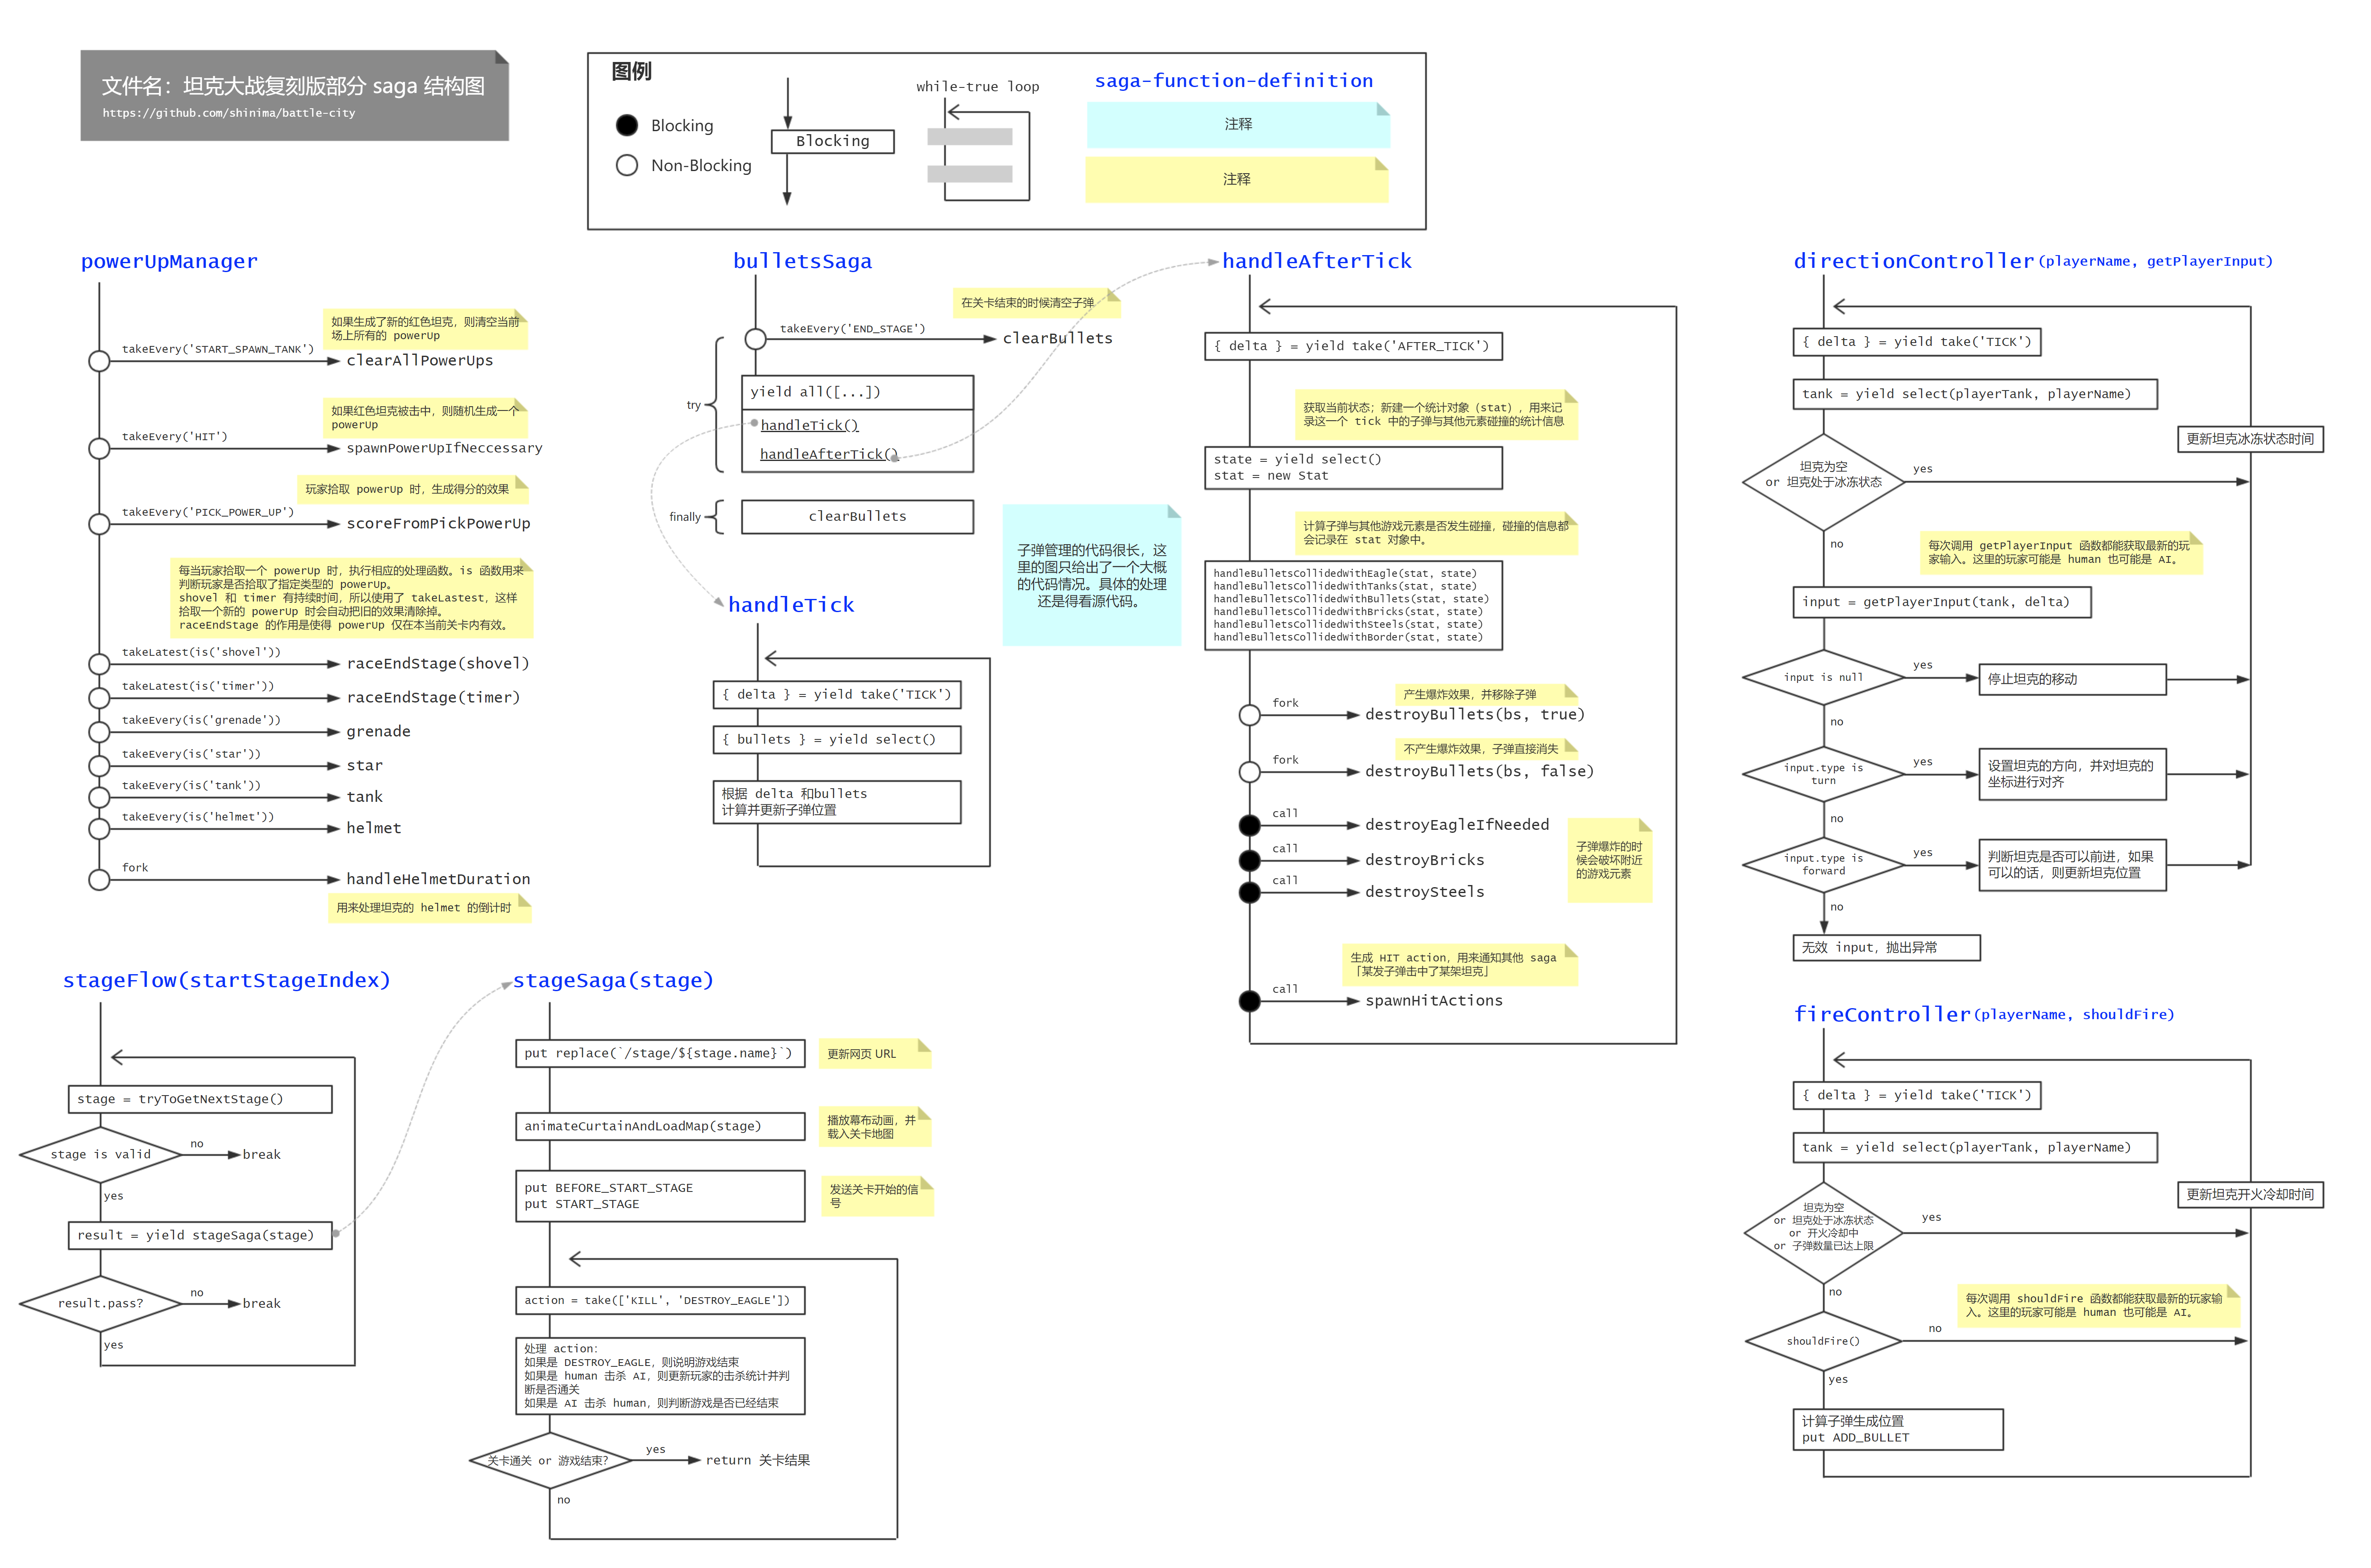 文件名：坦克大战复刻版部分 saga 结构图
https://github.com/shinima/battle-city
图例
Blocking
Non-Blocking
Blocking
while-true loop
saga-function-definition
注释
注释
powerUpManager
如果生成了新的红色坦克，则清空当前
场上所有的 powerUp
takeEvery('START_SPAWN_TANK')
clearAllPowerUps
如果红色坦克被击中，则随机生成一个
powerUp
takeEvery('HIT')
spawnPowerUpIfNeccessary
玩家拾取 powerUp 时，生成得分的效果
takeEvery('PICK_POWER_UP')
scoreFromPickPowerUp
每当玩家拾取一个 powerUp 时，执行相应的处理函数。is 函数用来
判断玩家是否拾取了指定类型的 powerUp。
shovel 和 timer 有持续时间，所以使用了 takeLastest，这样
拾取一个新的 powerUp 时会自动把旧的效果清除掉。
raceEndStage 的作用是使得 powerUp 仅在本当前关卡内有效。
takeLatest(is('shovel'))
raceEndStage(shovel)
takeLatest(is('timer'))
raceEndStage(timer)
takeEvery(is('grenade'))
grenade
takeEvery(is('star'))
star
takeEvery(is('tank'))
tank
takeEvery(is('helmet'))
helmet
fork
handleHelmetDuration
用来处理坦克的 helmet 的倒计时
bulletsSaga
在关卡结束的时候清空子弹
takeEvery('END_STAGE')
clearBullets
try
yield all([...])
handleTick()
handleAfterTick()
finally
clearBullets
子弹管理的代码很长，这
里的图只给出了一个大概
的代码情况。具体的处理
还是得看源代码。
handleTick
{ delta } = yield take('TICK')
{ bullets } = yield select()
根据 delta 和bullets
计算并更新子弹位置
handleAfterTick
{ delta } = yield take('AFTER_TICK')
获取当前状态；新建一个统计对象（stat），用来记
录这一个 tick 中的子弹与其他元素碰撞的统计信息
state = yield select()
stat = new Stat
计算子弹与其他游戏元素是否发生碰撞，碰撞的信息都
会记录在 stat 对象中。
handleBulletsCollidedWithEagle(stat, state)
handleBulletsCollidedWithTanks(stat, state)
handleBulletsCollidedWithBullets(stat, state)
handleBulletsCollidedWithBricks(stat, state)
handleBulletsCollidedWithSteels(stat, state)
handleBulletsCollidedWithBorder(stat, state)
产生爆炸效果，并移除子弹
fork
destroyBullets(bs, true)
不产生爆炸效果，子弹直接消失
fork
destroyBullets(bs, false)
call
destroyEagleIfNeeded
call
destroyBricks
call
destroySteels
子弹爆炸的时
候会破坏附近
的游戏元素
生成 HIT action，用来通知其他 saga
「某发子弹击中了某架坦克」
call
spawnHitActions
directionController(playerName, getPlayerInput)
{ delta } = yield take('TICK')
tank = yield select(playerTank, playerName)
更新坦克冰冻状态时间
坦克为空
or 坦克处于冰冻状态
yes
no
每次调用 getPlayerInput 函数都能获取最新的玩
家输入。这里的玩家可能是 human 也可能是 AI。
input = getPlayerInput(tank, delta)
input is null
yes
停止坦克的移动
no
input.type is
turn
yes
设置坦克的方向，并对坦克的
坐标进行对齐
no
input.type is
forward
yes
判断坦克是否可以前进，如果
可以的话，则更新坦克位置
no
无效 input，抛出异常
stageFlow(startStageIndex)
stage = tryToGetNextStage()
stage is valid
no
break
yes
result = yield stageSaga(stage)
result.pass?
no
break
yes
stageSaga(stage)
put replace(`/stage/${stage.name}`)
更新网页 URL
animateCurtainAndLoadMap(stage)
播放幕布动画，并
载入关卡地图
put BEFORE_START_STAGE
put START_STAGE
发送关卡开始的信
号
action = take(['KILL', 'DESTROY_EAGLE'])
处理 action：
如果是 DESTROY_EAGLE，则说明游戏结束
如果是 human 击杀 AI，则更新玩家的击杀统计并判
断是否通关
如果是 AI 击杀 human，则判断游戏是否已经结束
关卡通关 or 游戏结束？
yes
return 关卡结果
no
fireController(playerName, shouldFire)
{ delta } = yield take('TICK')
tank = yield select(playerTank, playerName)
更新坦克开火冷却时间
坦克为空
or 坦克处于冰冻状态
or 开火冷却中
or 子弹数量已达上限
yes
no
每次调用 shouldFire 函数都能获取最新的玩家输
入。这里的玩家可能是 human 也可能是 AI。
shouldFire()
no
yes
计算子弹生成位置
put ADD_BULLET